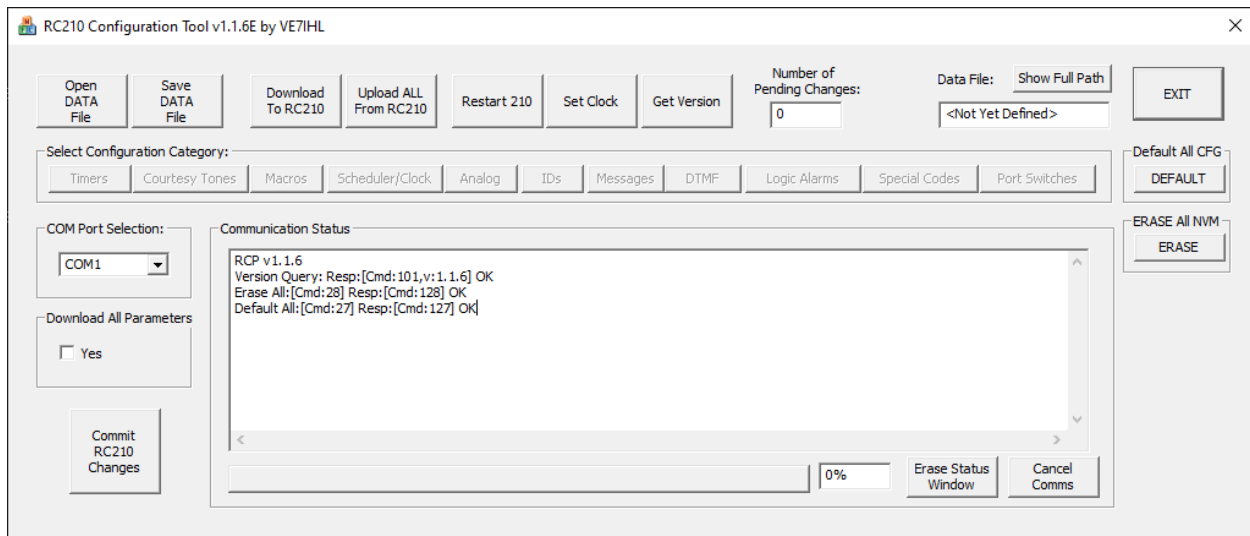 RC210 Configuration Tool v1.1.6E by VE7IHL
Open
DATA
File
Save
DATA
File
Download
To RC210
Upload ALL
From RC210
Restart 210
Set Clock
Get Version
Number of
Pending Changes:
0
Data File:
Show Full Path
<Not Yet Defined>
EXIT
Select Configuration Category:
Timers
Courtesy Tones
Macros
Scheduler/Clock
Analog
IDs
Messages
DTMF
Logic Alarms
Special Codes
Port Switches
Default All CFG
DEFAULT
ERASE All NVM
ERASE
COM Port Selection:
COM1
Download All Parameters
Yes
Commit
RC210
Changes
Communication Status
RCP v1.1.6
Version Query: Resp:[Cmd:101,v:1.1.6] OK
Erase All:[Cmd:28] Resp:[Cmd:128] OK
Default All:[Cmd:27] Resp:[Cmd:127] OK
0%
Erase Status
Window
Cancel
Comms